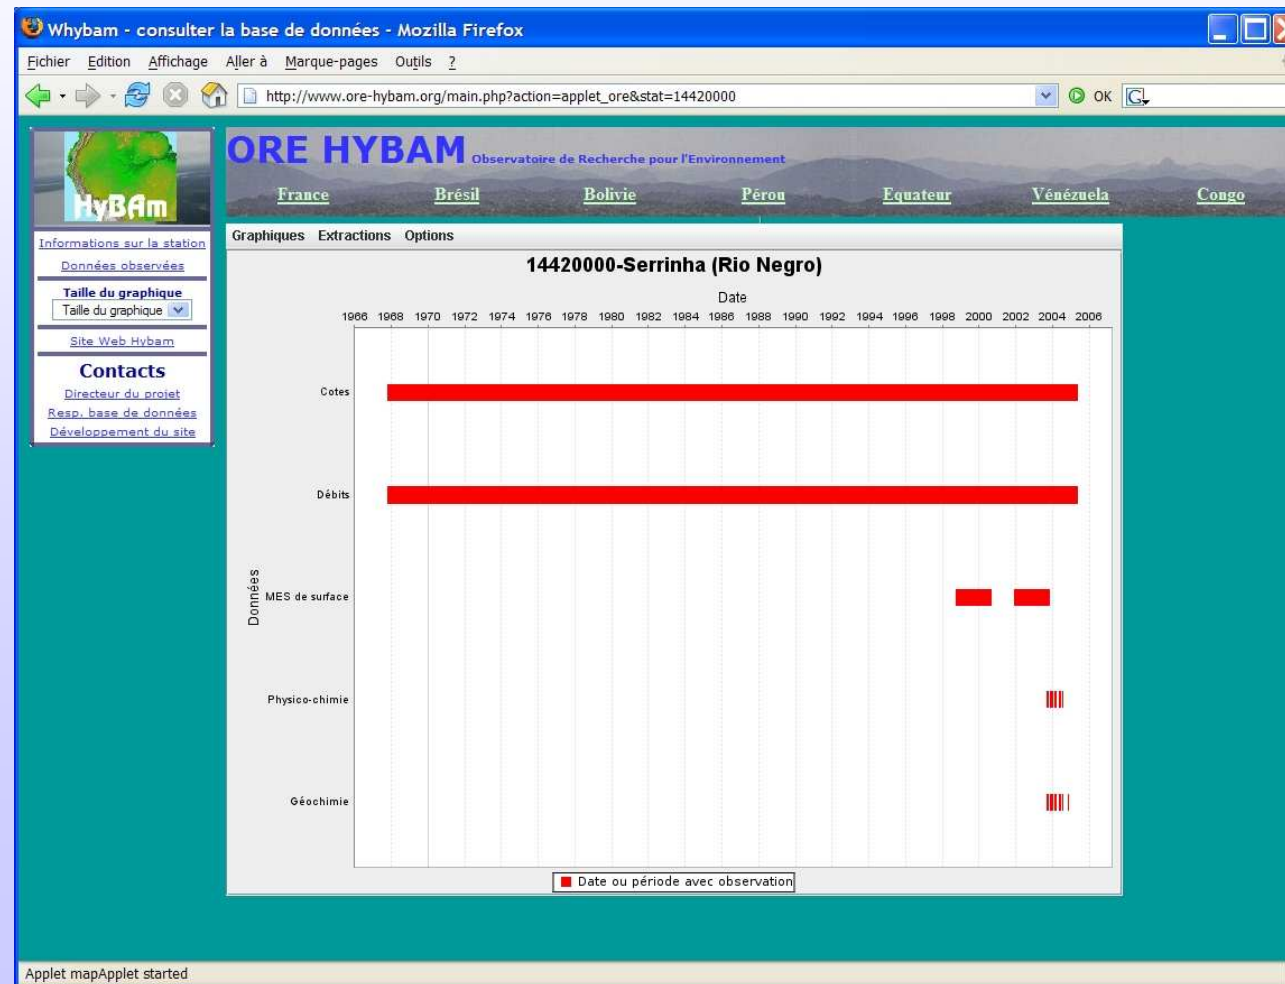 Whybam - consulter la base de données - Mozilla Firefox
Fichier Edition Affichage Aller à Marque-pages Outils ?
http://www.ore-hybam.org/main.php?action=applet_ore&stat=14420000 OK G
HyBAm
ORE HYBAM Observatoire de Recherche pour l'Environnement
France Brésil Bolivie Pérou Equateur Vénézuela Congo
Informations sur la station
Données observées
Taille du graphique
Taille du graphique
Site Web Hybam
Contacts
Directeur du projet
Resp. base de données
Développement du site
Graphiques Extractions Options
14420000-Serrinha (Rio Negro)
Date
1966 1968 1970 1972 1974 1976 1978 1980 1982 1984 1986 1988 1990 1992 1994 1996 1998 2000 2002 2004 2006
Données
Cotes
Débits
MES de surface
Physico-chimie
Géochimie
Date ou période avec observation
Applet mapApplet started